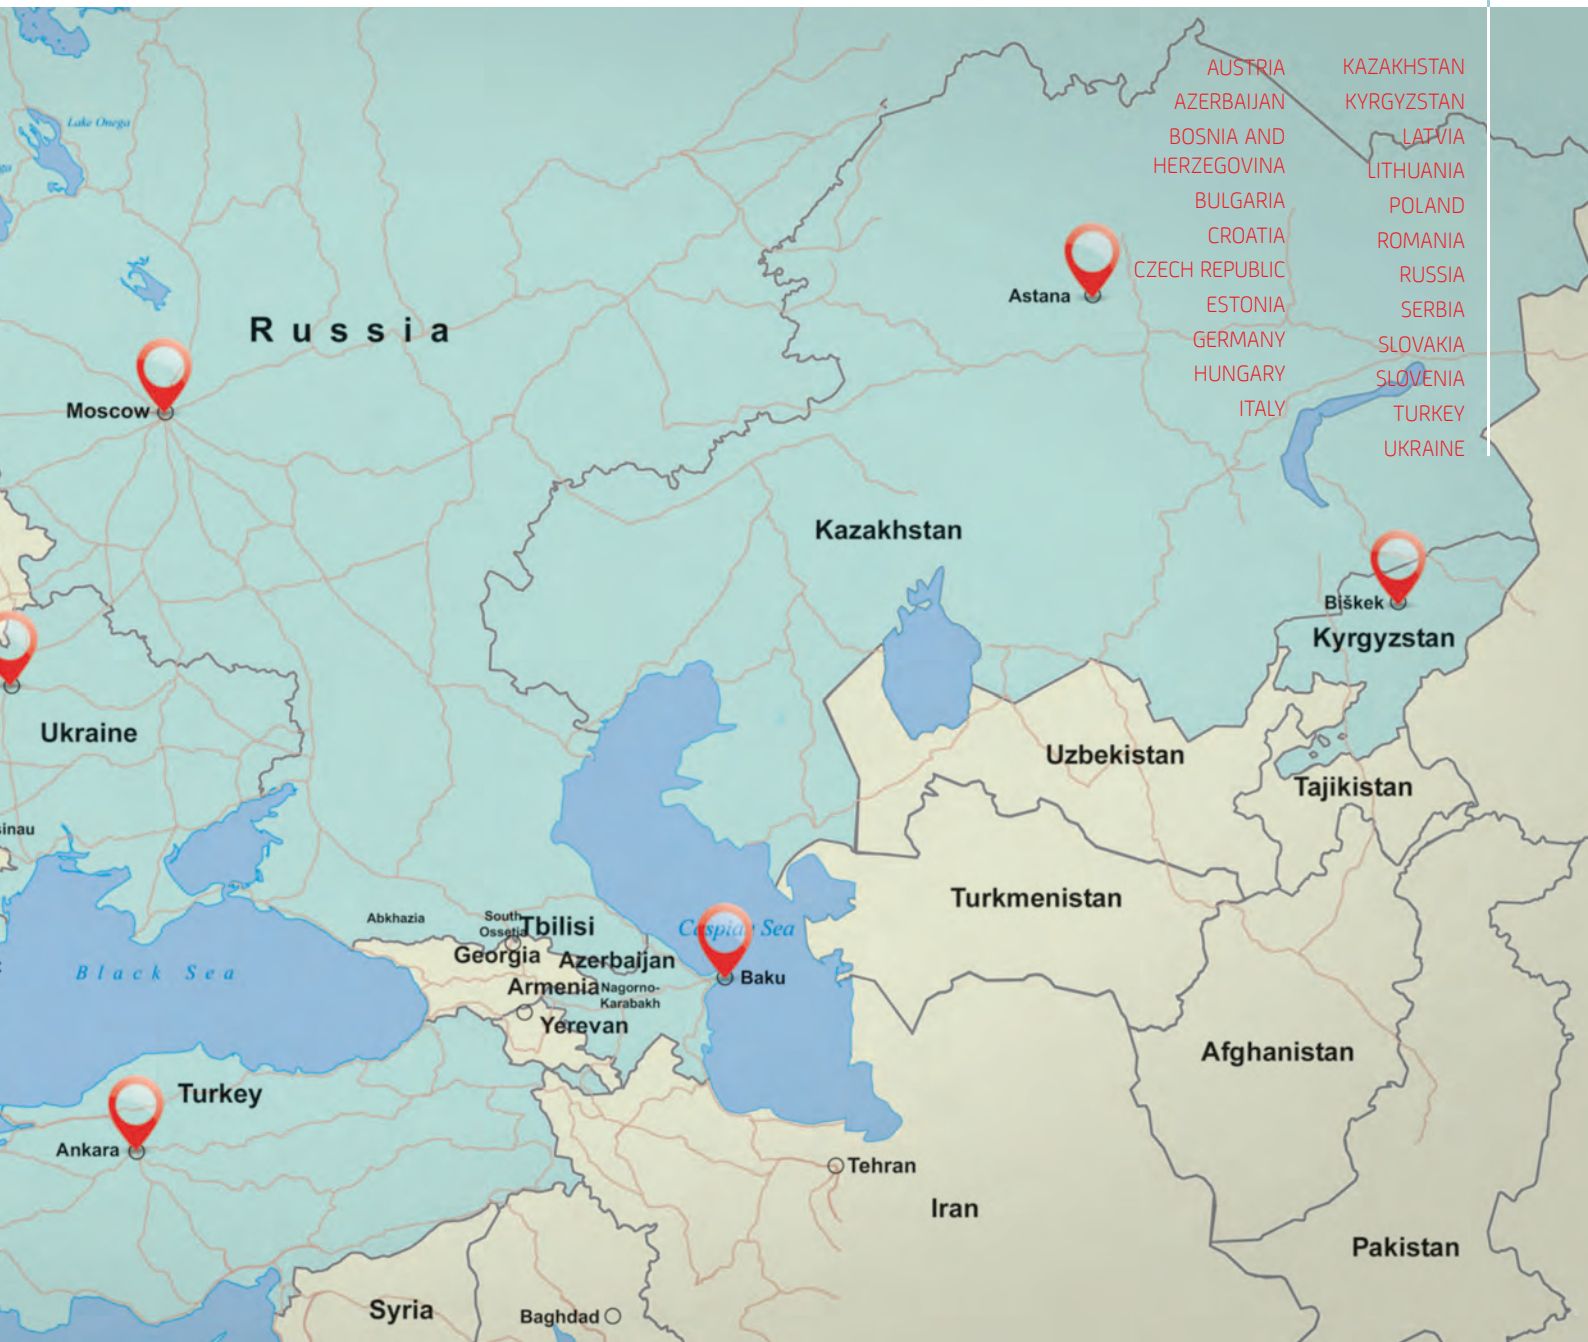 AUSTRIA
AZERBAIJAN
BOSNIA AND
HERZEGOVINA
BULGARIA
CROATIA
CZECH REPUBLIC
ESTONIA
GERMANY
HUNGARY
ITALY
KAZAKHSTAN
KYRGYZSTAN
LATVIA
LITHUANIA
POLAND
ROMANIA
RUSSIA
SERBIA
SLOVAKIA
SLOVENIA
TURKEY
UKRAINE
Lake Onega
Astana
Russia
Moscow
Kazakhstan
Biškek
Kyrgyzstan
Ukraine
Uzbekistan
Tajikistan
Turkmenistan
Abkhazia
South
Ossetia
Tbilisi
Caspian Sea
Georgia
Azerbaijan
Black Sea
Baku
Armenia
Nagorno-
Karabakh
Yerevan
Afghanistan
Turkey
Ankara
Tehran
Iran
Pakistan
Syria
Baghdad